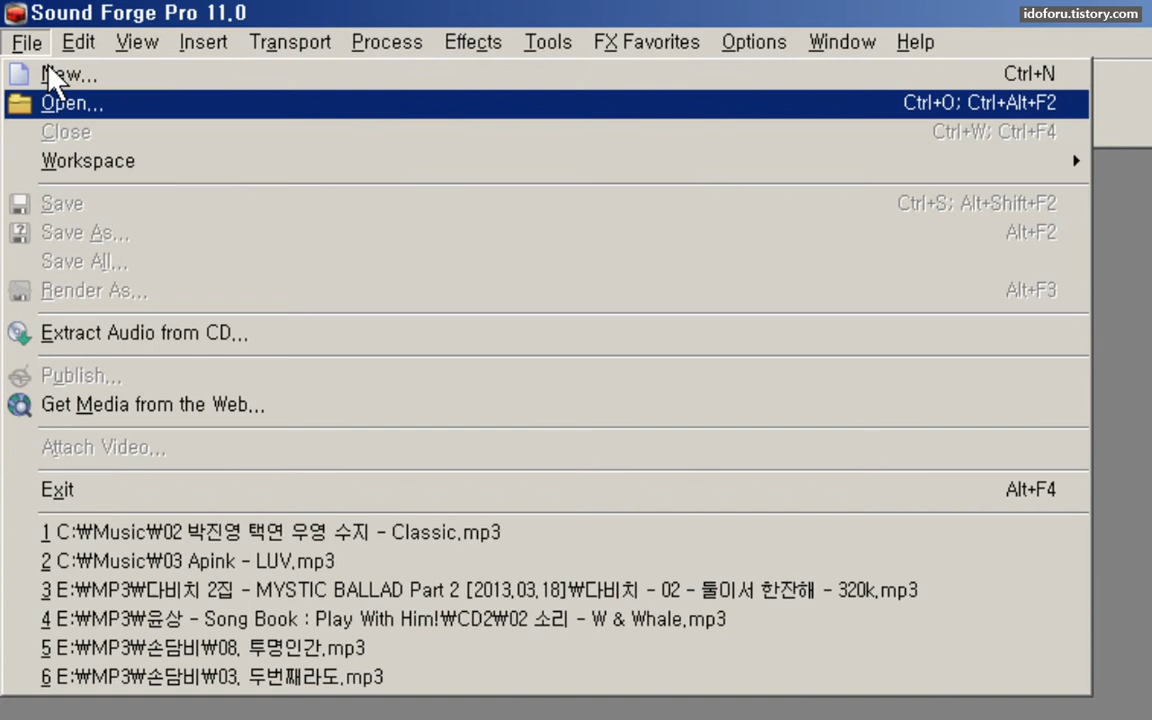 Sound Forge Pro 11.0
idoforu.tistory.com
File Edit View Insert Transport Process Effects Tools FX Favorites Options Window Help
New... Ctrl+N
Open... Ctrl+O; Ctrl+Alt+F2
Close Ctrl+W; Ctrl+F4
Workspace
Save Ctrl+S; Alt+Shift+F2
Save As... Alt+F2
Save All...
Render As... Alt+F3
Extract Audio from CD...
Publish...
Get Media from the Web...
Attach Video...
Exit Alt+F4
1 C:₩Music₩02 박진영 택연 우영 수지 - Classic.mp3
2 C:₩Music₩03 Apink - LUV.mp3
3 E:₩MP3₩다비치 2집 - MYSTIC BALLAD Part 2 [2013.03.18]₩다비치 - 02 - 둘이서 한잔해 - 320k.mp3
4 E:₩MP3₩윤상 - Song Book : Play With Him!₩CD2₩02 소리 - W & Whale.mp3
5 E:₩MP3₩손담비₩08. 투명인간.mp3
6 E:₩MP3₩손담비₩03. 두번째라도.mp3